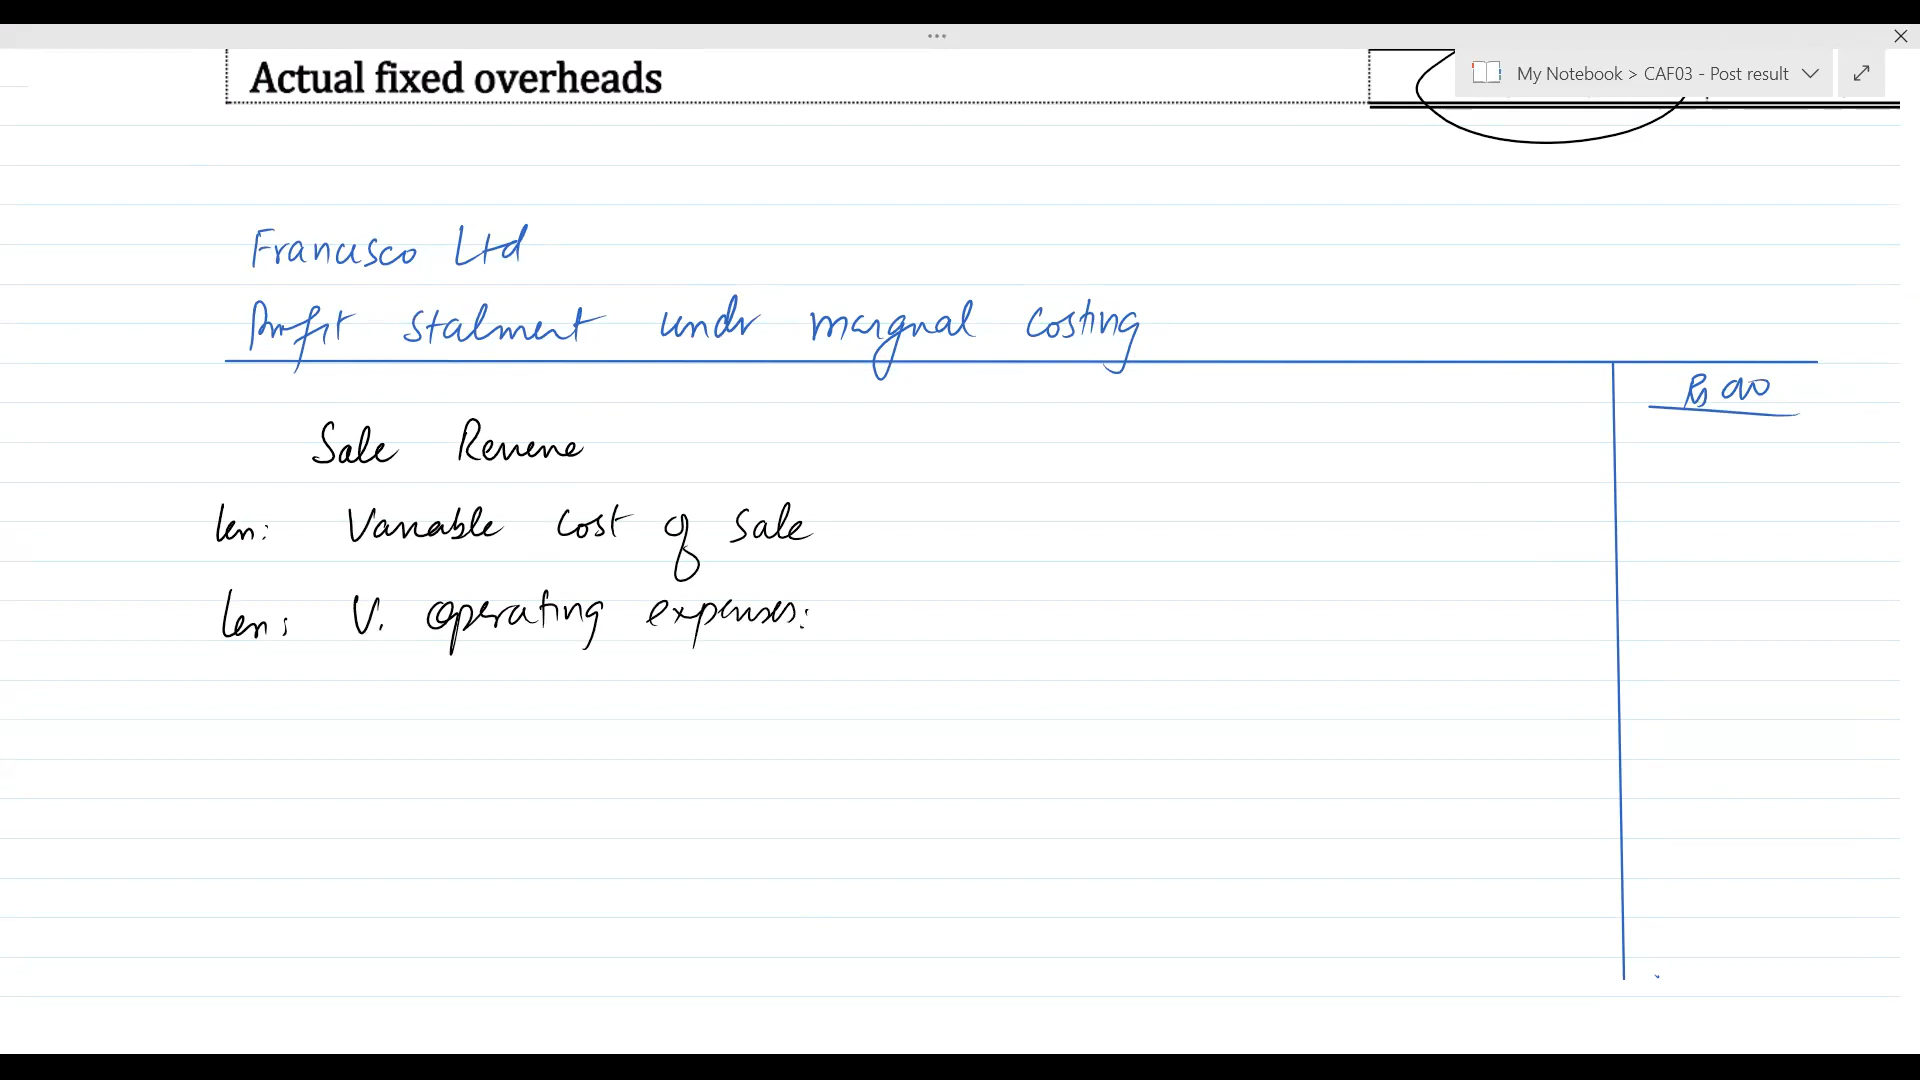 Actual fixed overheads
My Notebook > CAF03 - Post result
Francisco Ltd
Profit statment under marginal costing
Rs 000
Sale Revenue
Less: Variable cost of sale
Less: V. operating expenses: